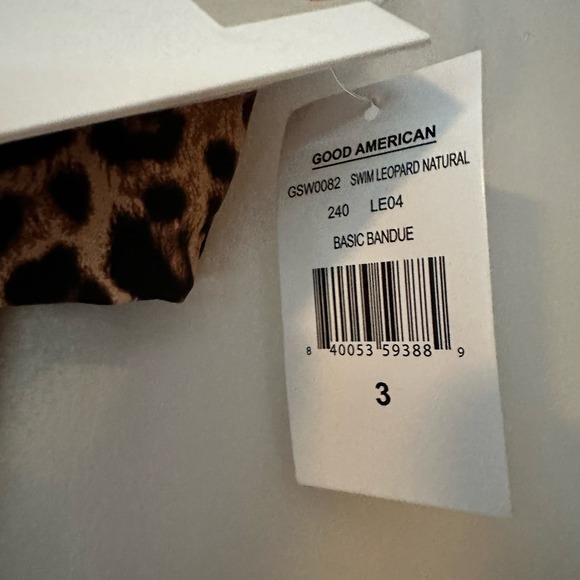 GOOD AMERICAN
GSW0082 SWIM LEOPARD NATURAL
240 LE04
BASIC BANDUE
8 40053 59388 9
3